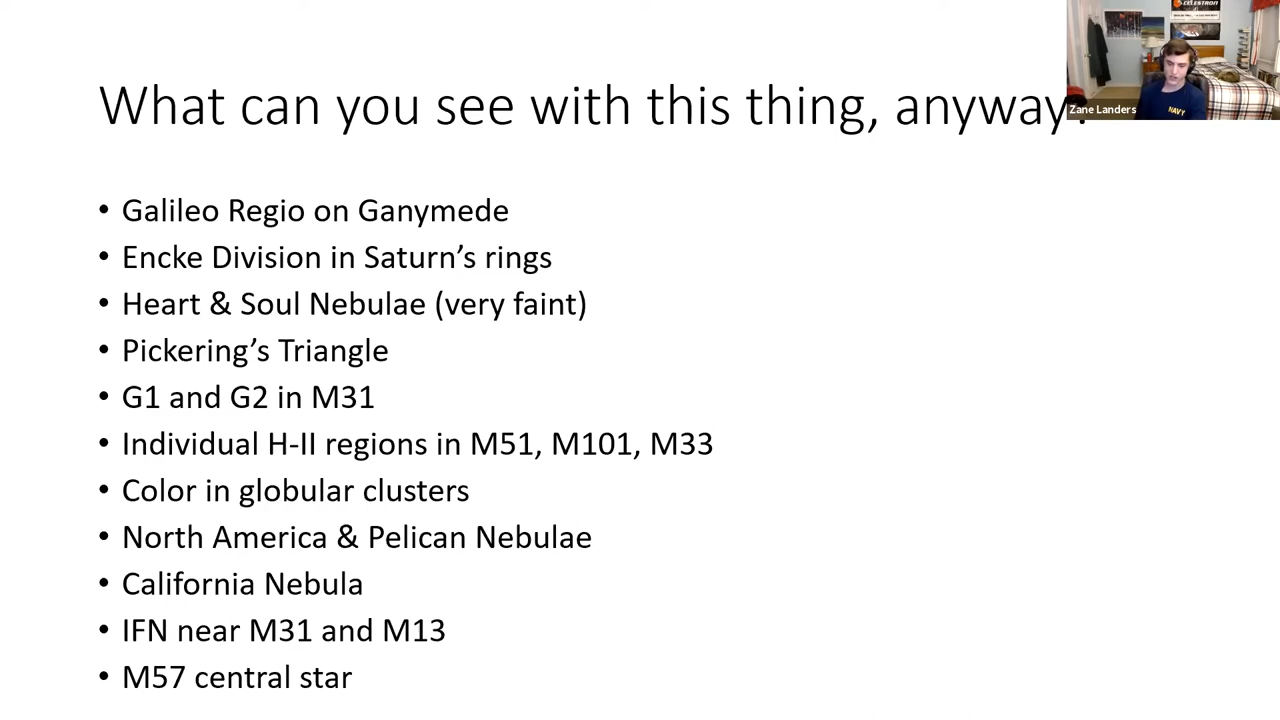 What can you see with this thing, anyway?
CELESTRON
NAVY
Zane Landers
• Galileo Regio on Ganymede
• Encke Division in Saturn’s rings
• Heart & Soul Nebulae (very faint)
• Pickering’s Triangle
• G1 and G2 in M31
• Individual H-II regions in M51, M101, M33
• Color in globular clusters
• North America & Pelican Nebulae
• California Nebula
• IFN near M31 and M13
• M57 central star